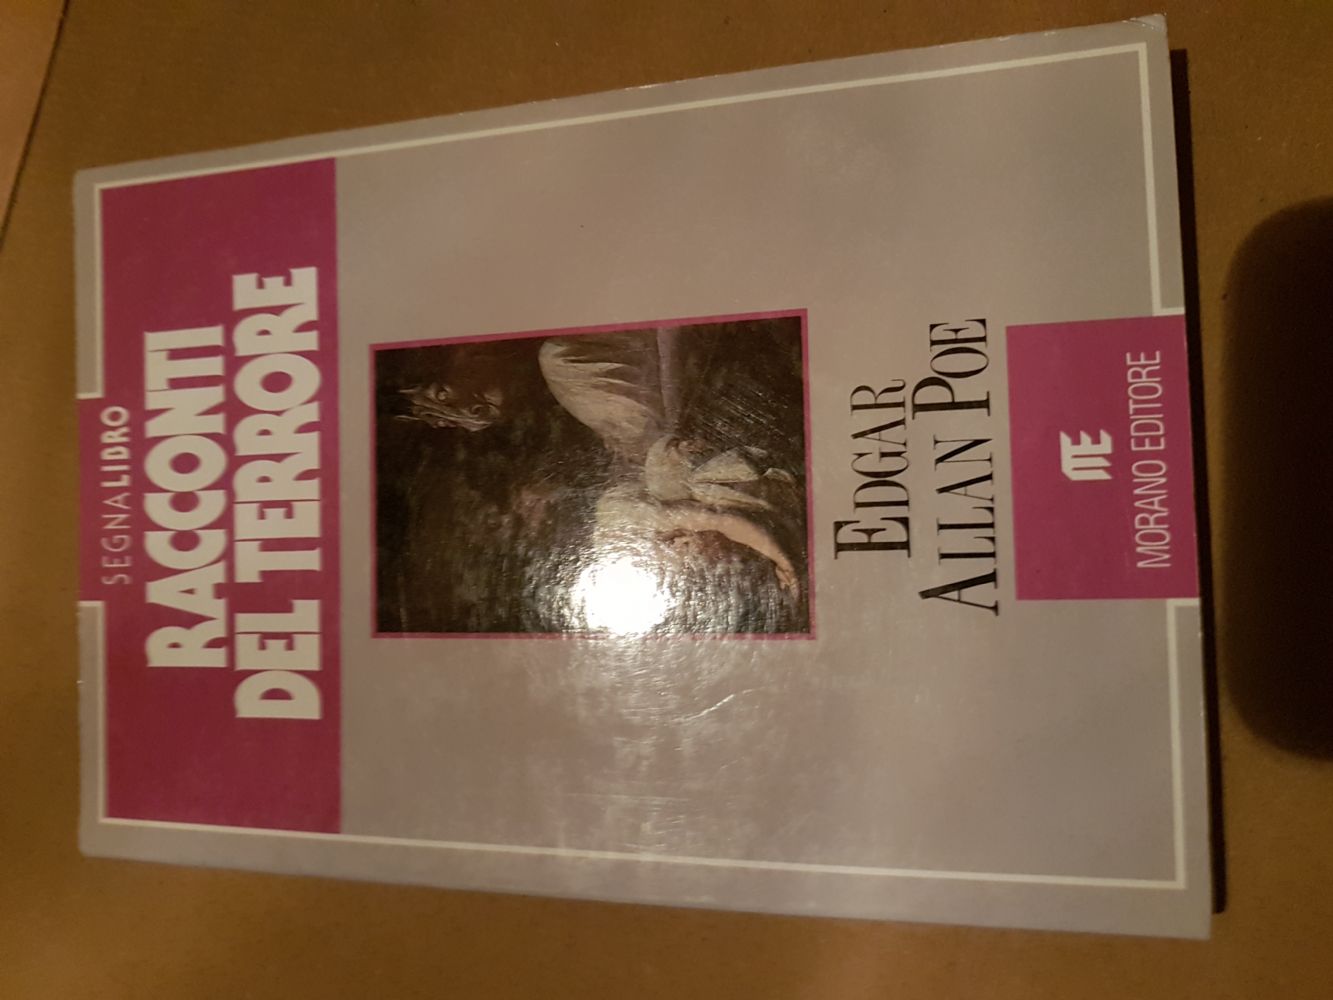 SEGNALIBRO
RACCONTI
DEL TERRORE
EDGAR
ALLAN POE
ME
MORANO EDITORE